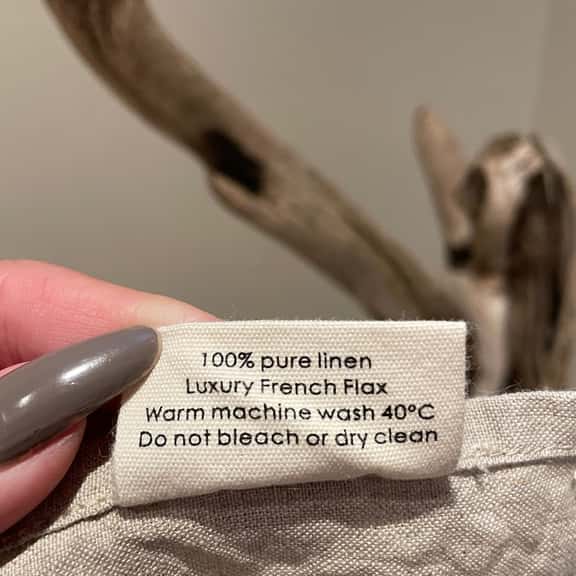 100% pure linen
Luxury French Flax
Warm machine wash 40°C
Do not bleach or dry clean